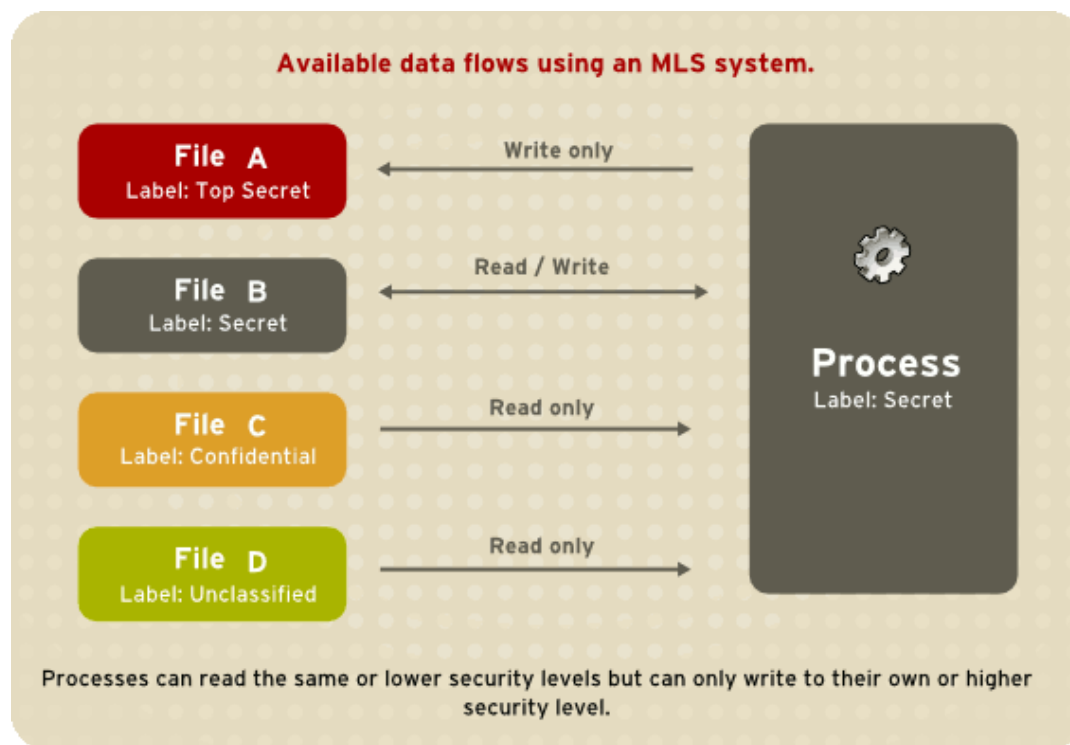 Available data flows using an MLS system.
File A
Label: Top Secret
Write only
File B
Label: Secret
Read / Write
File C
Label: Confidential
Read only
File D
Label: Unclassified
Read only
Process
Label: Secret
Processes can read the same or lower security levels but can only write to their own or higher
security level.